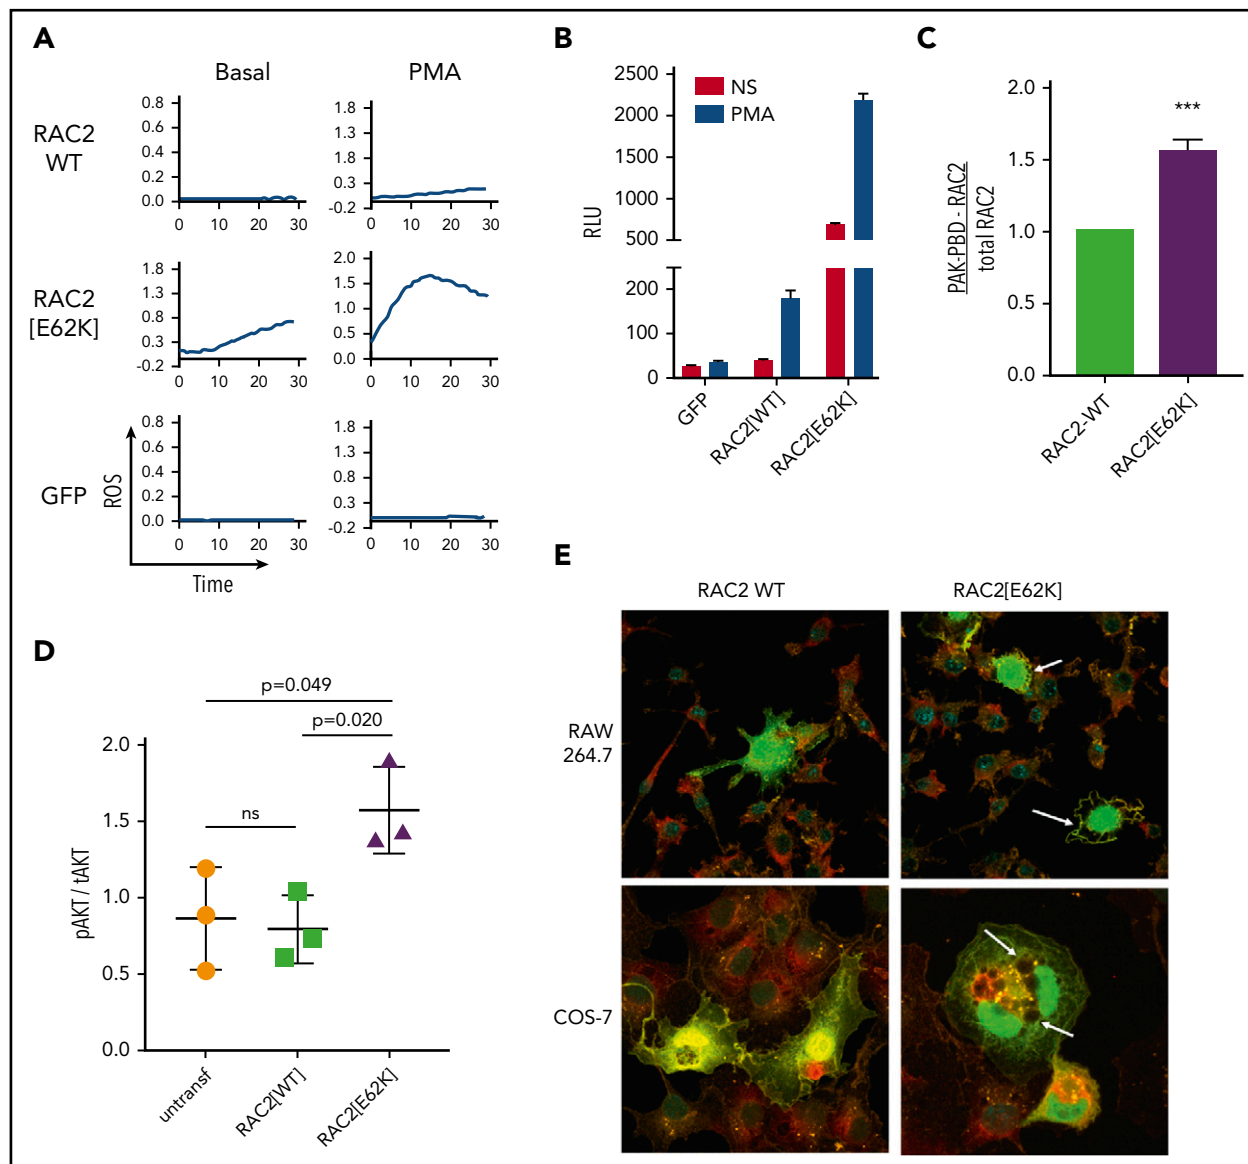 A
Basal
PMA
RAC2
WT
0.8
0.6
0.4
0.2
0.0
0
10
20
30
1.8
1.3
1.8
0.3
-0.2
0
10
20
30
RAC2
[E62K]
1.8
1.3
0.8
0.3
-0.2
0
10
20
30
2.0
1.5
1.0
0.5
0.0
0
10
20
30
GFP
0.8
0.6
0.4
0.2
0.0
0
10
20
30
1.8
1.3
0.8
0.3
-0.2
0
10
20
30
ROS
Time
B
NS
PMA
RLU
2500
2000
1500
1000
500
200
100
0
GFP
RAC2[WT]
RAC2[E62K]
C
PAK-PBD - RAC2
total RAC2
2.0
1.5
1.0
0.5
0.0
***
RAC2-WT
RAC2[E62K]
D
p=0.049
p=0.020
ns
pAKT / tAKT
2.0
1.5
1.0
0.5
0.0
untransf
RAC2[WT]
RAC2[E62K]
E
RAC2 WT
RAC2[E62K]
RAW
264.7
COS-7